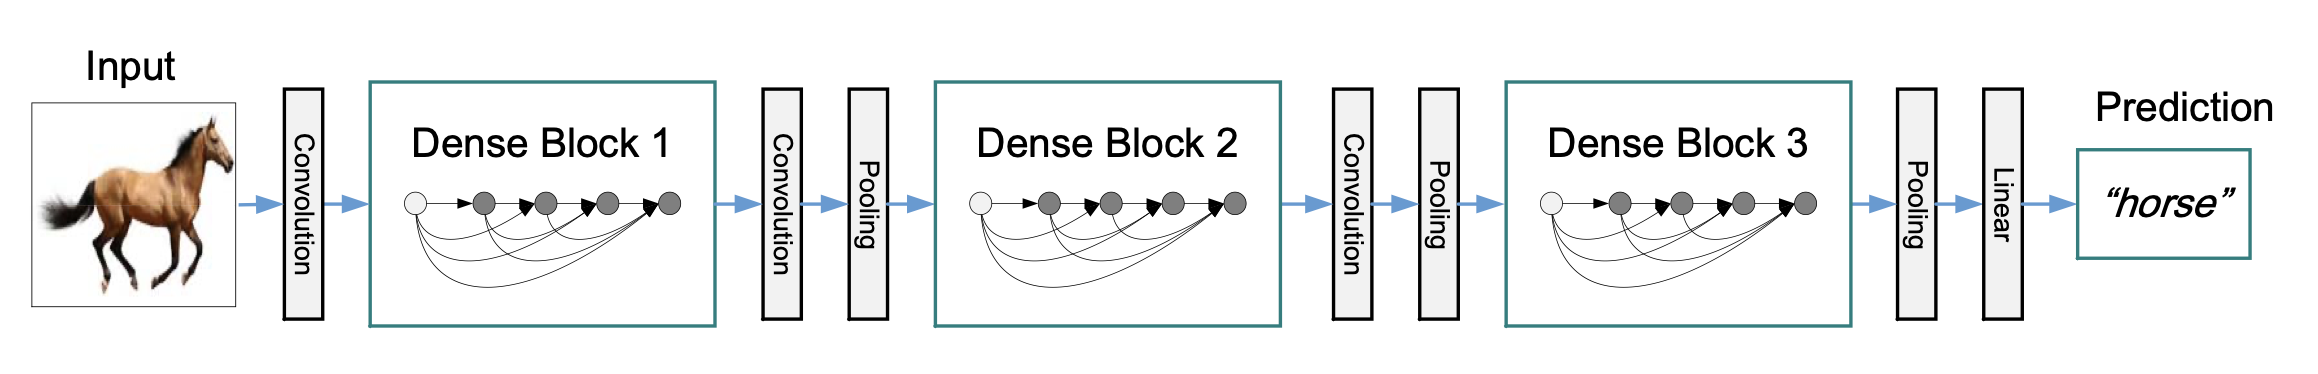 Input
Convolution
Dense Block 1
Convolution
Pooling
Dense Block 2
Convolution
Pooling
Dense Block 3
Pooling
Linear
Prediction
“horse”